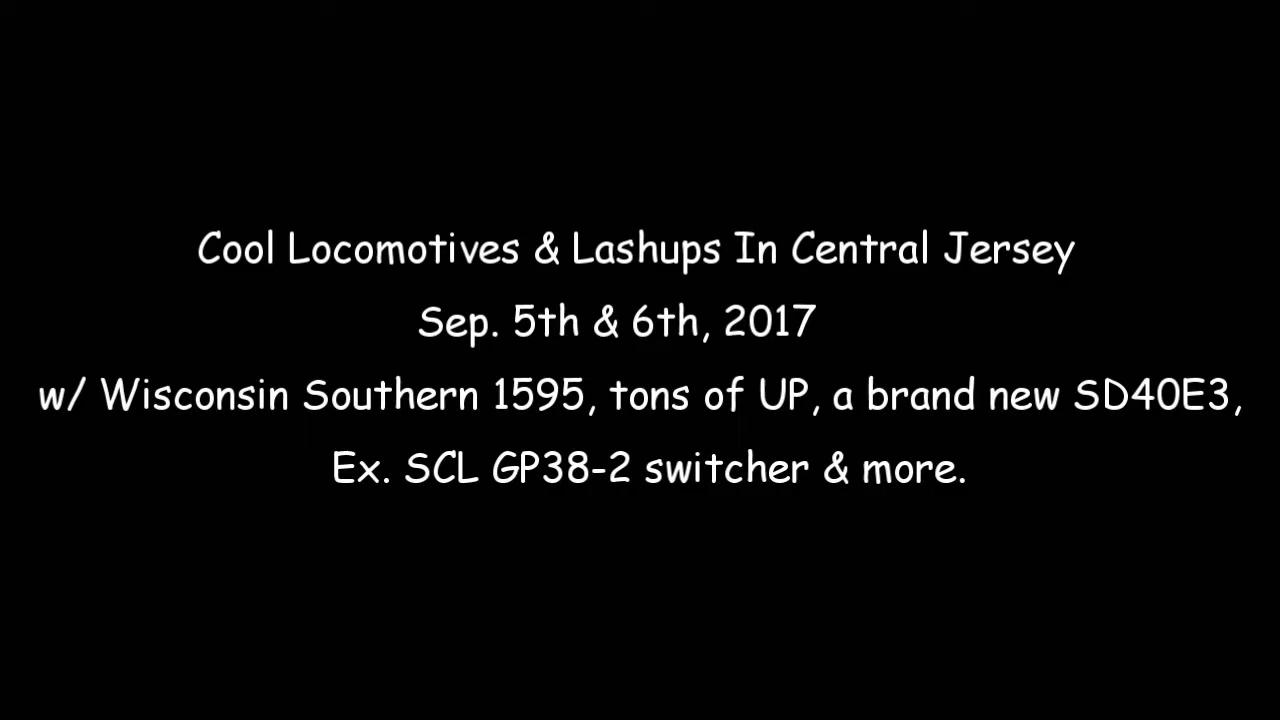 Cool Locomotives & Lashups In Central Jersey
Sep. 5th & 6th, 2017
w/ Wisconsin Southern 1595, tons of UP, a brand new SD40E3,
Ex. SCL GP38-2 switcher & more.